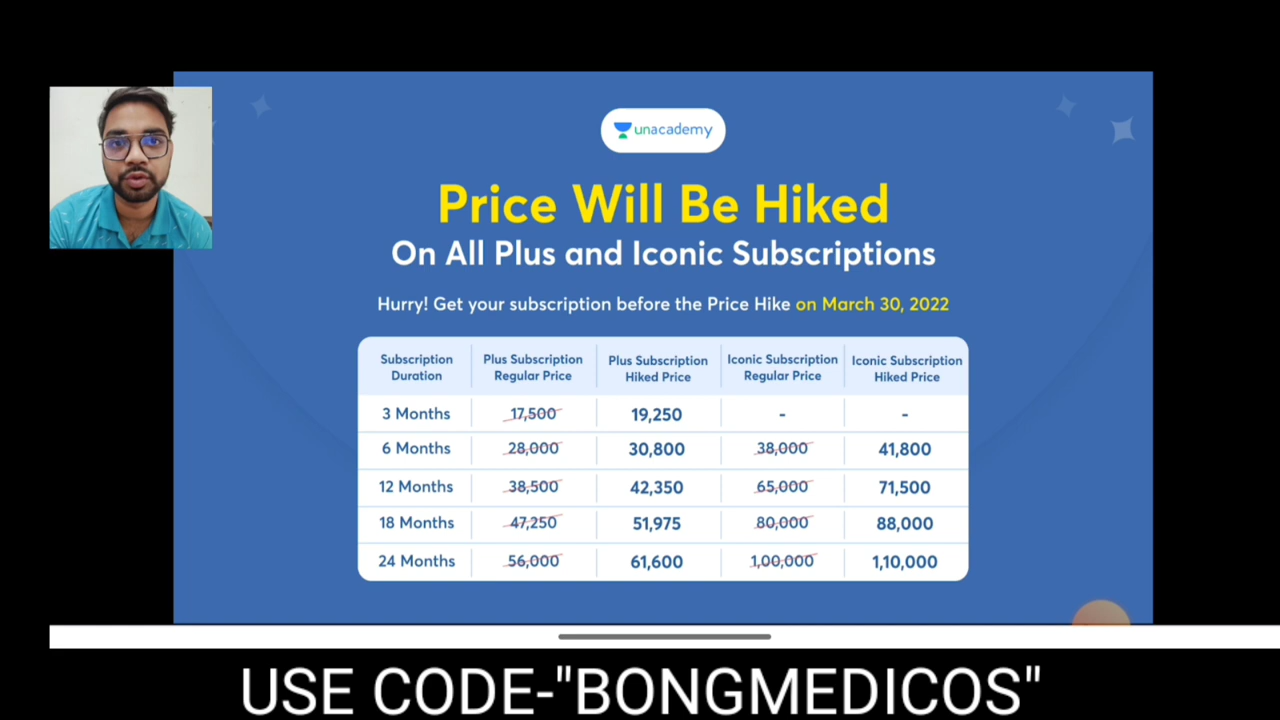 unacademy
Price Will Be Hiked
On All Plus and Iconic Subscriptions
Hurry! Get your subscription before the Price Hike on March 30, 2022
Subscription Duration Plus Subscription Regular Price Plus Subscription Hiked Price Iconic Subscription Regular Price Iconic Subscription Hiked Price
3 Months 17,500 19,250 - -
6 Months 28,000 30,800 38,000 41,800
12 Months 38,500 42,350 65,000 71,500
18 Months 47,250 51,975 80,000 88,000
24 Months 56,000 61,600 1,00,000 1,10,000
USE CODE-"BONGMEDICOS"